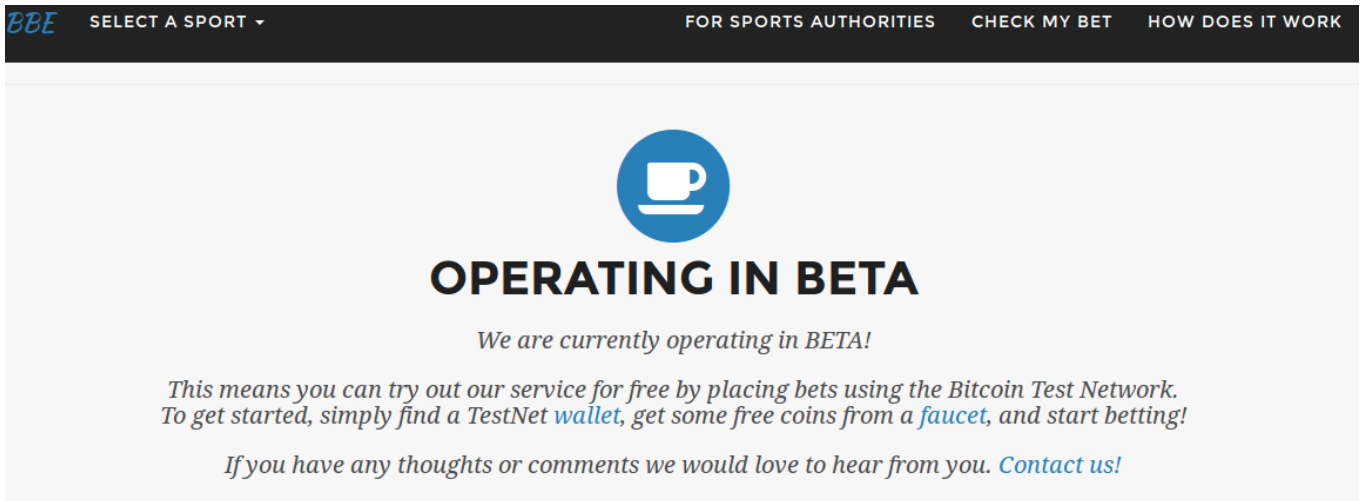 BBE SELECT A SPORT FOR SPORTS AUTHORITIES CHECK MY BET HOW DOES IT WORK
OPERATING IN BETA
We are currently operating in BETA!
This means you can try out our service for free by placing bets using the Bitcoin Test Network.
To get started, simply find a TestNet wallet, get some free coins from a faucet, and start betting!
If you have any thoughts or comments we would love to hear from you. Contact us!